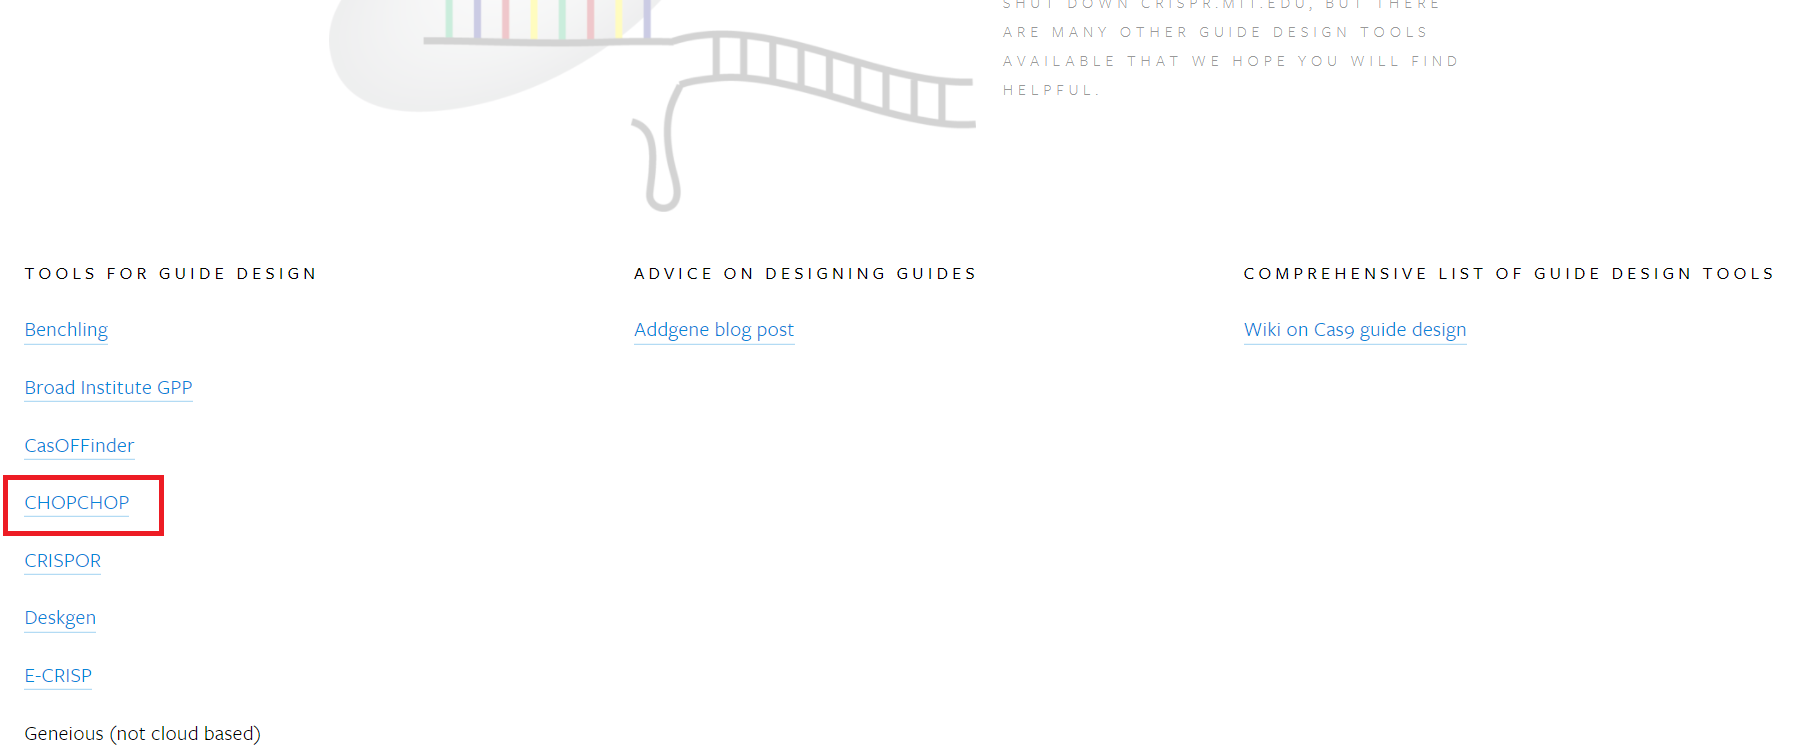 SHUT DOWN CRISPR.MIT.EDU, BUT THERE
ARE MANY OTHER GUIDE DESIGN TOOLS
AVAILABLE THAT WE HOPE YOU WILL FIND
HELPFUL.
TOOLS FOR GUIDE DESIGN
Benchling
Broad Institute GPP
CasOFFinder
CHOPCHOP
CRISPOR
Deskgen
E-CRISP
Geneious (not cloud based)
ADVICE ON DESIGNING GUIDES
Addgene blog post
COMPREHENSIVE LIST OF GUIDE DESIGN TOOLS
Wiki on Cas9 guide design